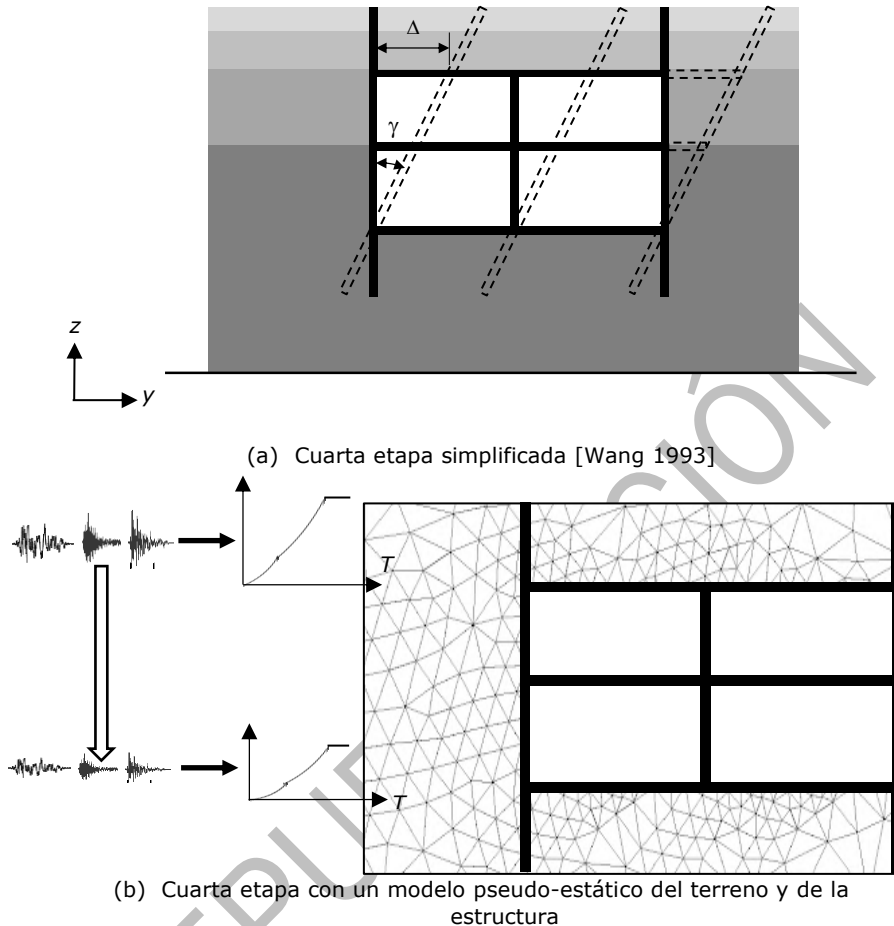 Δ
γ
z
y
(a) Cuarta etapa simplificada [Wang 1993]
T
T
(b) Cuarta etapa con un modelo pseudo-estático del terreno y de la
estructura